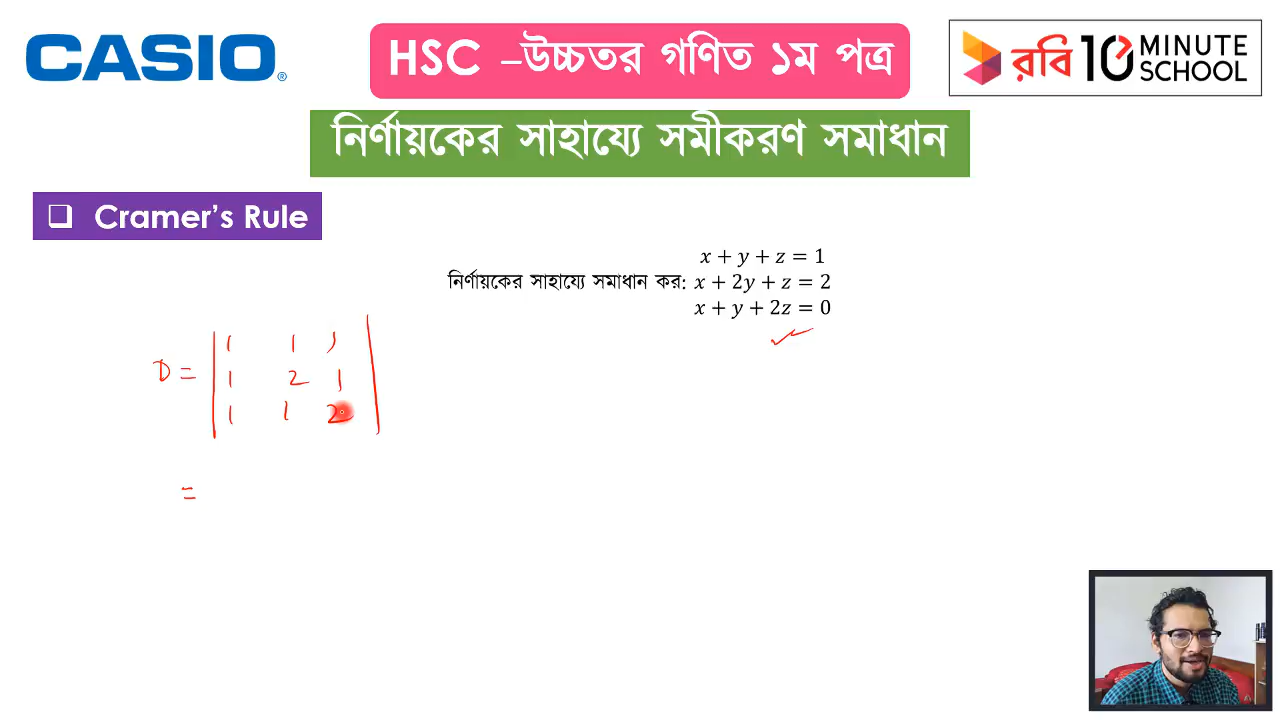 CASIO®
HSC –উচ্চতর গণিত ১ম পত্র
রবি 10 MINUTE SCHOOL
নির্ণায়কের সাহায্যে সমীকরণ সমাধান
❑ Cramer's Rule
x + y + z = 1
নির্ণায়কের সাহায্যে সমাধান কর: x + 2y + z = 2
x + y + 2z = 0
1 1 1
D = 1 2 1
1 1 2
=